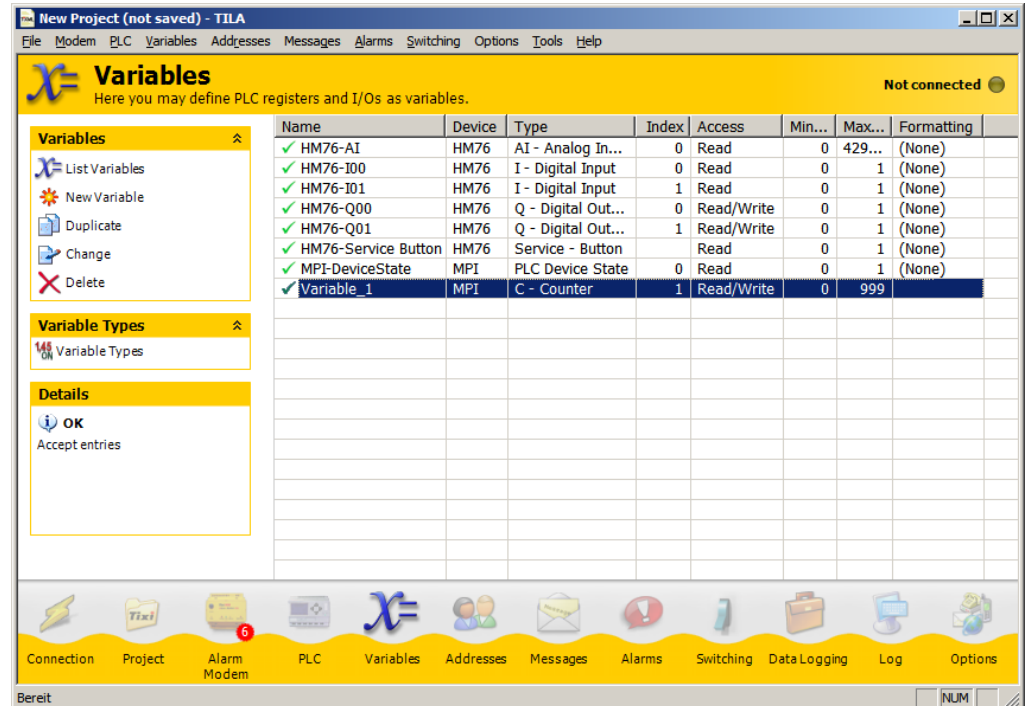 New Project (not saved) - TILA
File Modem PLC Variables Addresses Messages Alarms Switching Options Tools Help
Variables
Here you may define PLC registers and I/Os as variables.
Not connected
Variables
List Variables
New Variable
Duplicate
Change
Delete
Variable Types
Variable Types
Details
OK
Accept entries
Name Device Type Index Access Min... Max... Formatting
HM76-AI HM76 AI - Analog In... 0 Read 0 429... (None)
HM76-I00 HM76 I - Digital Input 0 Read 0 1 (None)
HM76-I01 HM76 I - Digital Input 1 Read 0 1 (None)
HM76-Q00 HM76 Q - Digital Out... 0 Read/Write 0 1 (None)
HM76-Q01 HM76 Q - Digital Out... 1 Read/Write 0 1 (None)
HM76-Service Button HM76 Service - Button Read 0 1 (None)
MPI-DeviceState MPI PLC Device State 0 Read 0 1 (None)
Variable_1 MPI C - Counter 1 Read/Write 0 999
Tixi
6
Connection Project Alarm Modem PLC Variables Addresses Messages Alarms Switching Data Logging Log Options
Bereit NUM